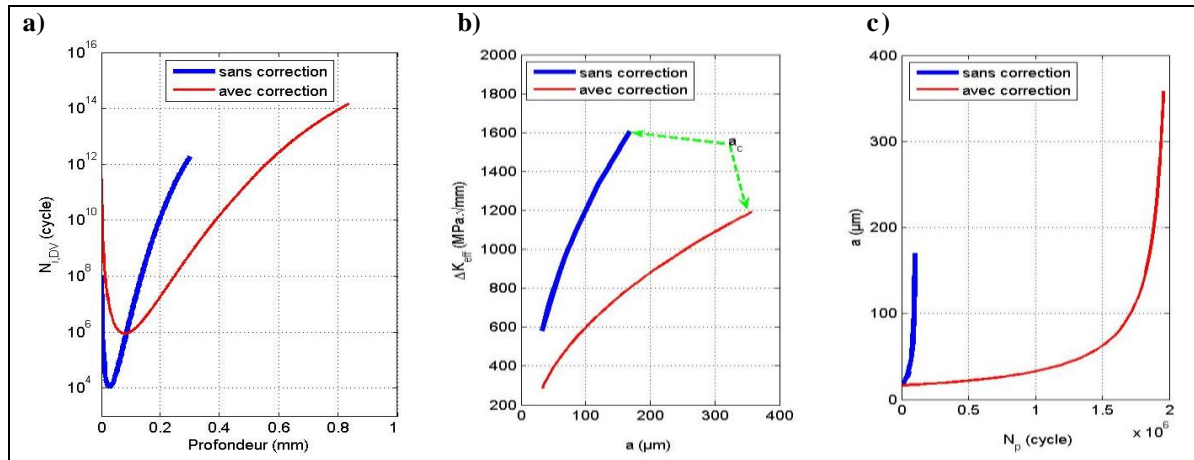 a)
10^16
10^14
10^12
10^10
10^8
10^6
10^4
N_i,DV (cycle)
sans correction
avec correction
0 0.2 0.4 0.6 0.8 1
Profondeur (mm)
b)
2000
1800
1600
1400
1200
1000
800
600
400
200
ΔK_eff (MPa.√mm)
sans correction
avec correction
a_c
0 100 200 300 400
a (µm)
c)
400
300
200
100
0
a (µm)
sans correction
avec correction
0 0.5 1 1.5 2
x 10^6
N_p (cycle)